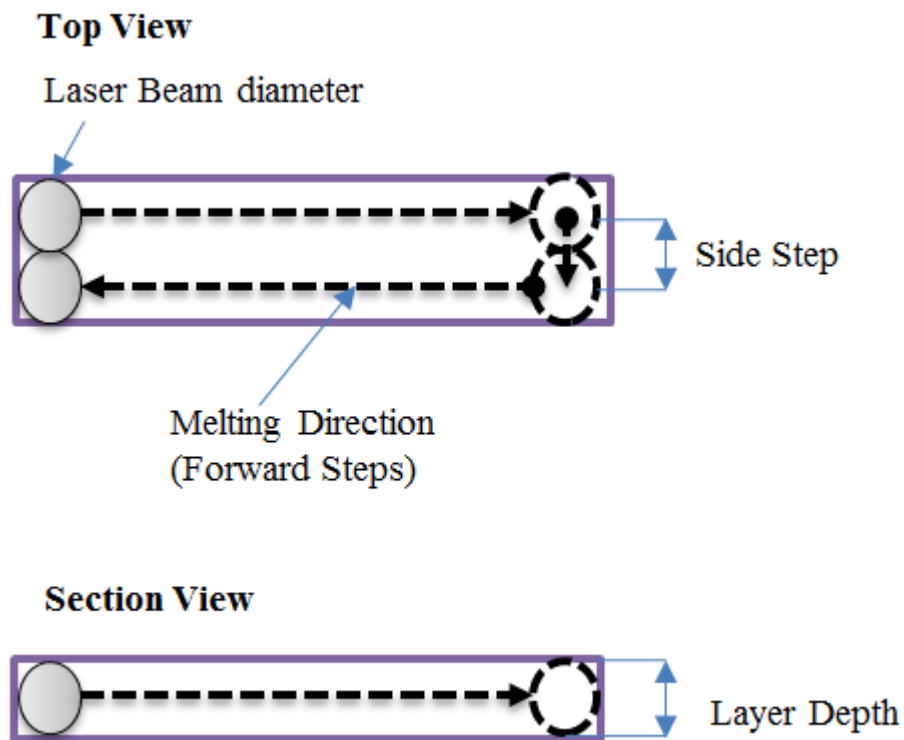 Top View
Laser Beam diameter
Side Step
Melting Direction
(Forward Steps)
Section View
Layer Depth